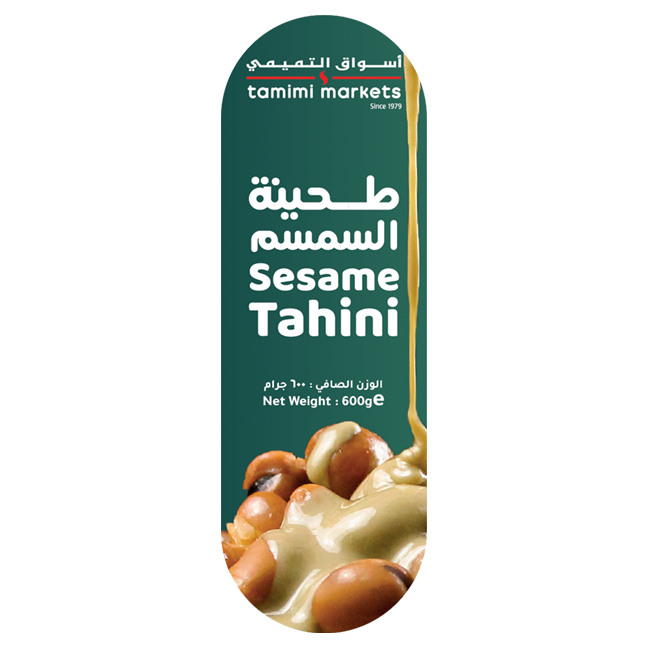 أسواق التميمي
tamimi markets
Since 1979
طحينة
السمسم
Sesame
Tahini
الوزن الصافي : ٦٠٠ جرام
Net Weight : 600g e